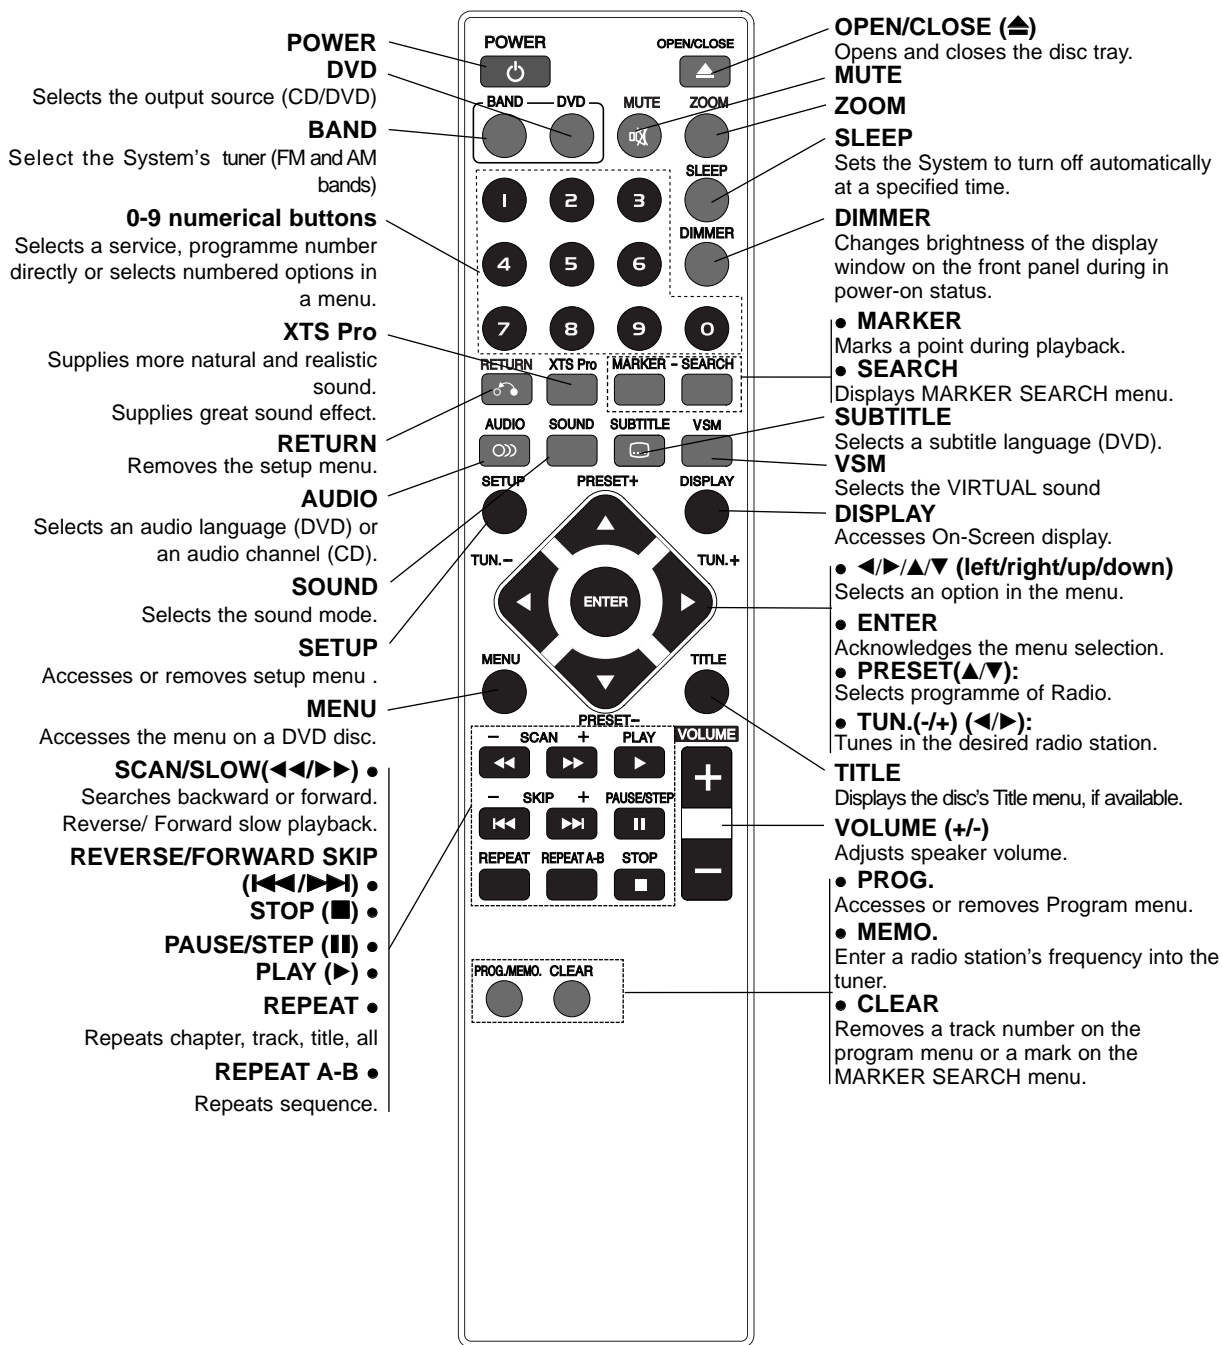 POWER
DVD
Selects the output source (CD/DVD)
BAND
Select the System's tuner (FM and AM
bands)
0-9 numerical buttons
Selects a service, programme number
directly or selects numbered options in
a menu.
XTS Pro
Supplies more natural and realistic
sound.
Supplies great sound effect.
RETURN
Removes the setup menu.
AUDIO
Selects an audio language (DVD) or
an audio channel (CD).
SOUND
Selects the sound mode.
SETUP
Accesses or removes setup menu .
MENU
Accesses the menu on a DVD disc.
SCAN/SLOW(◀◀/▶▶) ●
Searches backward or forward.
Reverse/ Forward slow playback.
REVERSE/FORWARD SKIP
(|◀◀/▶▶|) ●
STOP (■) ●
PAUSE/STEP (❚❚) ●
PLAY (▶) ●
REPEAT ●
Repeats chapter, track, title, all
REPEAT A-B ●
Repeats sequence.
POWER OPEN/CLOSE
BAND DVD MUTE ZOOM
SLEEP
1 2 3
DIMMER
4 5 6
7 8 9 0
RETURN XTS Pro MARKER - SEARCH
AUDIO SOUND SUBTITLE VSM
SETUP PRESET+ DISPLAY
TUN.- TUN.+
ENTER
MENU TITLE
PRESET-
- SCAN + PLAY VOLUME
+
- SKIP + PAUSE/STEP
REPEAT REPEAT A-B STOP
-
PROG./MEMO. CLEAR
OPEN/CLOSE (⏏)
Opens and closes the disc tray.
MUTE
ZOOM
SLEEP
Sets the System to turn off automatically
at a specified time.
DIMMER
Changes brightness of the display
window on the front panel during in
power-on status.
● MARKER
Marks a point during playback.
● SEARCH
Displays MARKER SEARCH menu.
SUBTITLE
Selects a subtitle language (DVD).
VSM
Selects the VIRTUAL sound
DISPLAY
Accesses On-Screen display.
● ◀/▶/▲/▼ (left/right/up/down)
Selects an option in the menu.
● ENTER
Acknowledges the menu selection.
● PRESET(▲/▼):
Selects programme of Radio.
● TUN.(-/+) (◀/▶):
Tunes in the desired radio station.
TITLE
Displays the disc's Title menu, if available.
VOLUME (+/-)
Adjusts speaker volume.
● PROG.
Accesses or removes Program menu.
● MEMO.
Enter a radio station's frequency into the
tuner.
● CLEAR
Removes a track number on the
program menu or a mark on the
MARKER SEARCH menu.